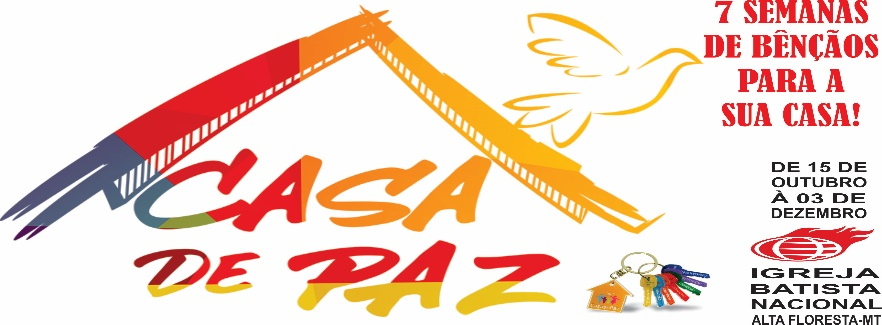 CASA
DE PAZ
7 SEMANAS
DE BÊNÇÃOS
PARA A
SUA CASA!
DE 15 DE
OUTUBRO
À 03 DE
DEZEMBRO
IGREJA
BATISTA
NACIONAL
ALTA FLORESTA-MT